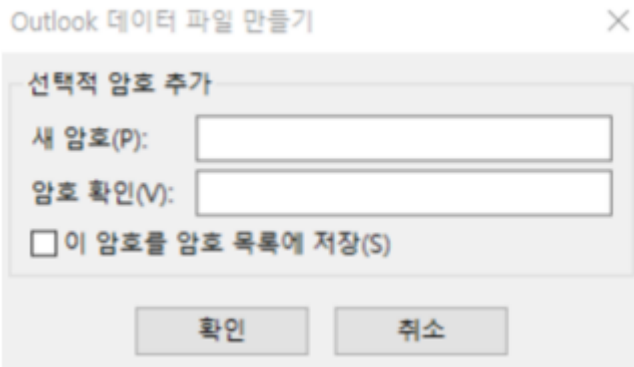 Outlook 데이터 파일 만들기
선택적 암호 추가
새 암호(P):
암호 확인(V):
이 암호를 암호 목록에 저장(S)
확인 취소